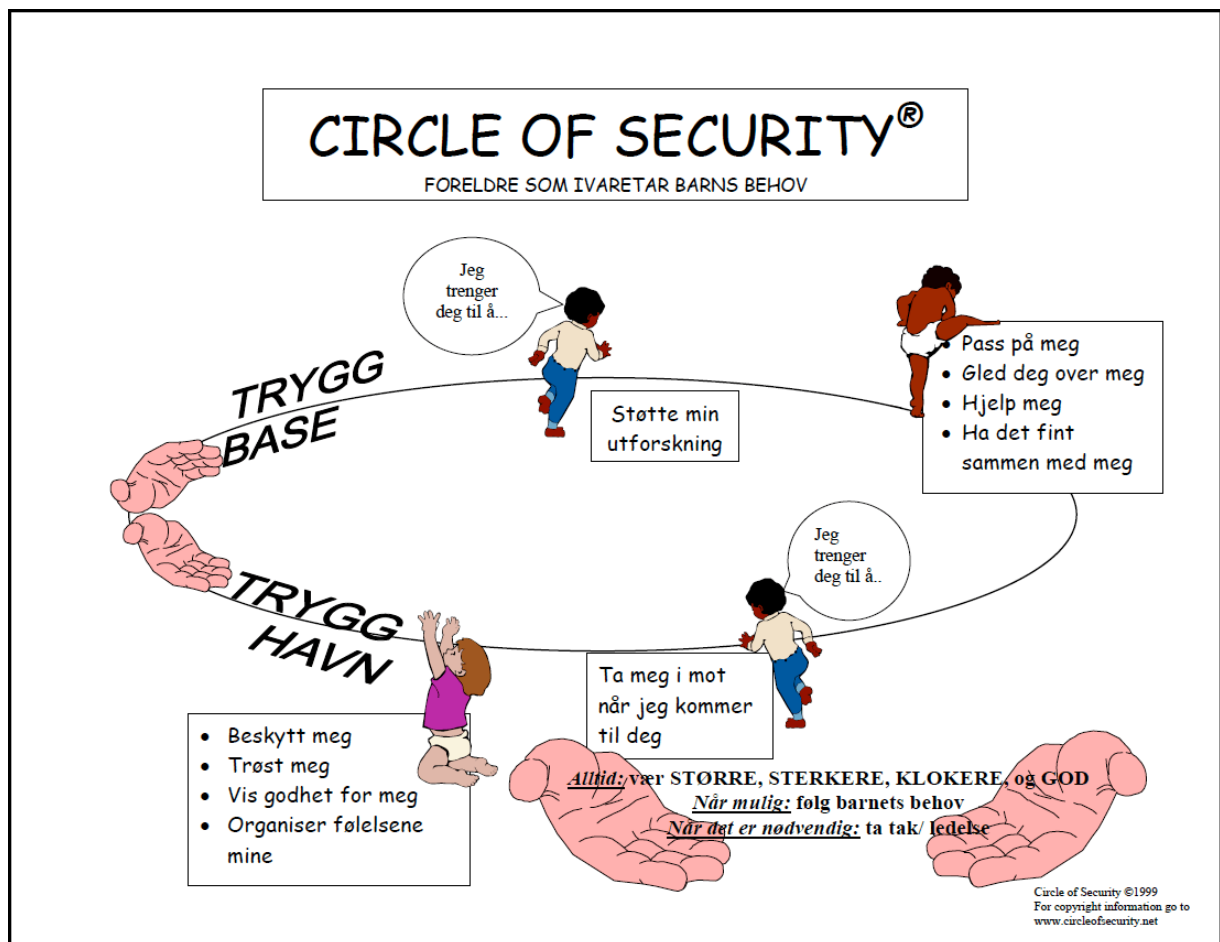 CIRCLE OF SECURITY®
FORELDRE SOM IVARETAR BARNS BEHOV
Jeg
trenger
deg til å...
TRYGG
BASE
Støtte min
utforskning
• Pass på meg
• Gled deg over meg
• Hjelp meg
• Ha det fint
sammen med meg
Jeg
trenger
deg til å..
TRYGG
HAVN
Ta meg i mot
når jeg kommer
til deg
• Beskytt meg
• Trøst meg
• Vis godhet for meg
• Organiser følelsene
mine
Alltid: vær STØRRE, STERKERE, KLOKERE, og GOD
Når mulig: følg barnets behov
Når det er nødvendig: ta tak/ ledelse
Circle of Security ©1999
For copyright information go to
www.circleofsecurity.net